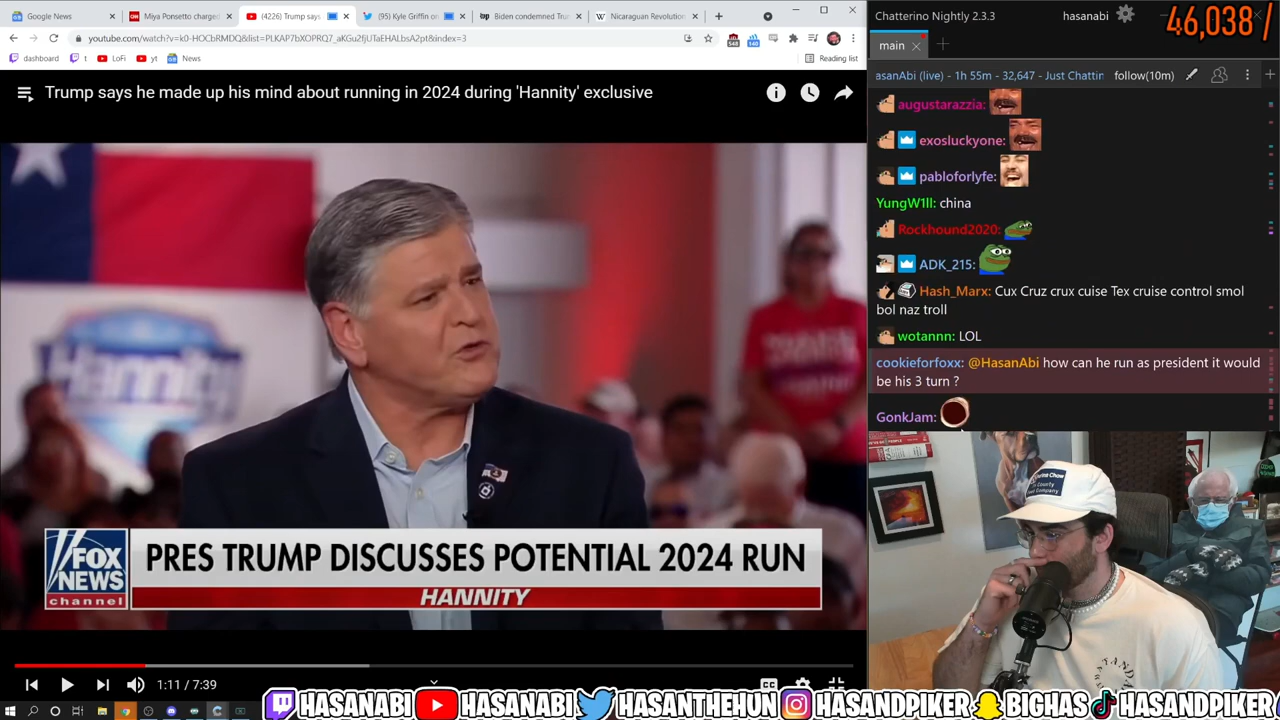 Google News
Miya Ponsetto charged
(4226) Trump says
(95) Kyle Griffin on
Biden condemned Trum
Nicaraguan Revolution
youtube.com/watch?v=k0-HOCbRMDQ&list=PLKAP7bXOPRQ7_aKGu2fjUTaEHALbsA2pt&index=3
dashboard
t
LoFi
yt
News
Reading list
Trump says he made up his mind about running in 2024 during 'Hannity' exclusive
Hannity
FOX
NEWS
channel
PRES TRUMP DISCUSSES POTENTIAL 2024 RUN
HANNITY
1:11 / 7:39
Chatterino Nightly 2.3.3
hasanabi
46,038 /
main
asanAbi (live) - 1h 55m - 32,647 - Just Chattin
follow(10m)
augustarazzia:
exosluckyone:
pabloforlyfe:
YungW1ll: china
Rockhound2020:
ADK_215:
Hash_Marx: Cux Cruz crux cuise Tex cruise control smol
bol naz troll
wotannn: LOL
cookieforfoxx: @HasanAbi how can he run as president it would
be his 3 turn ?
GonkJam:
HASANABI
HASANABI
HASANTHEHUN
HASANDPIKER
BIGHAS
HASANDPIKER